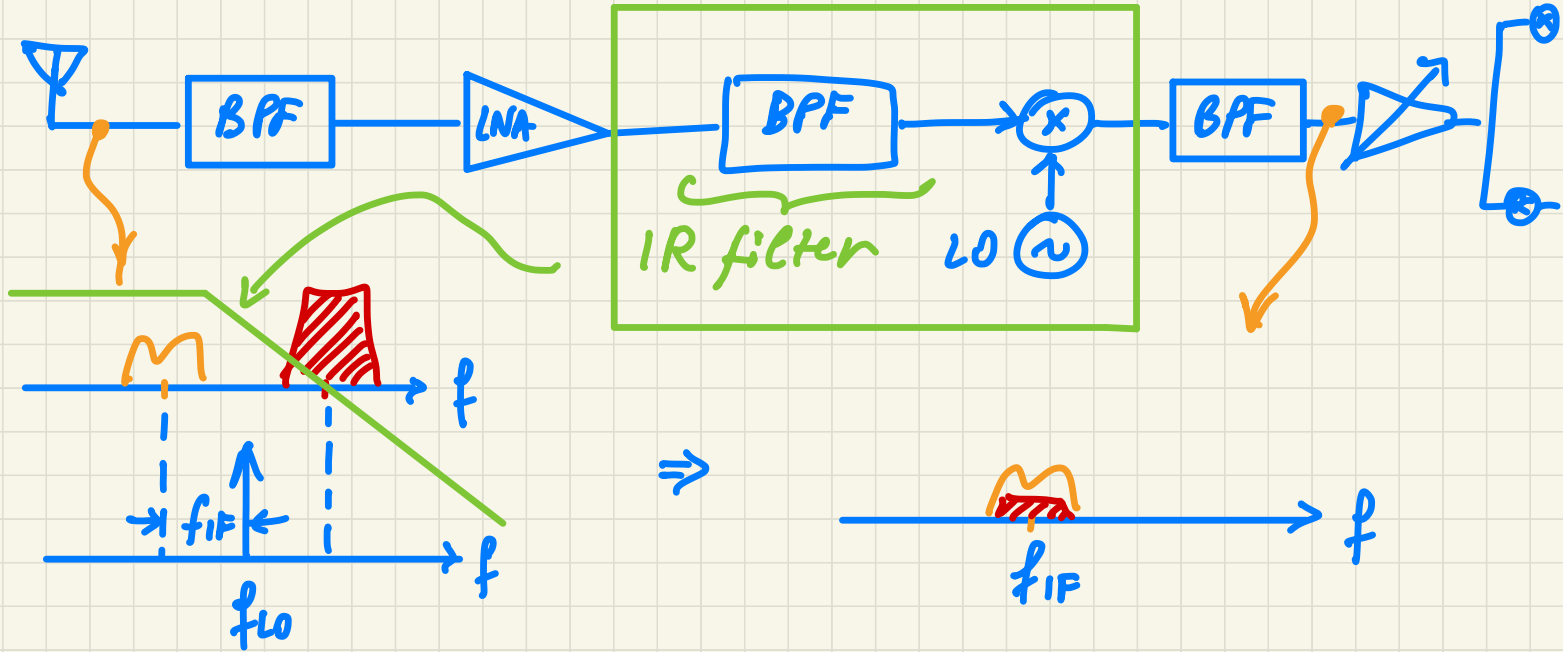 BPF
LNA
BPF
x
BPF
x
x
IR filter
LO
~
f
fIF
f
fLO
⇒
f
fIF